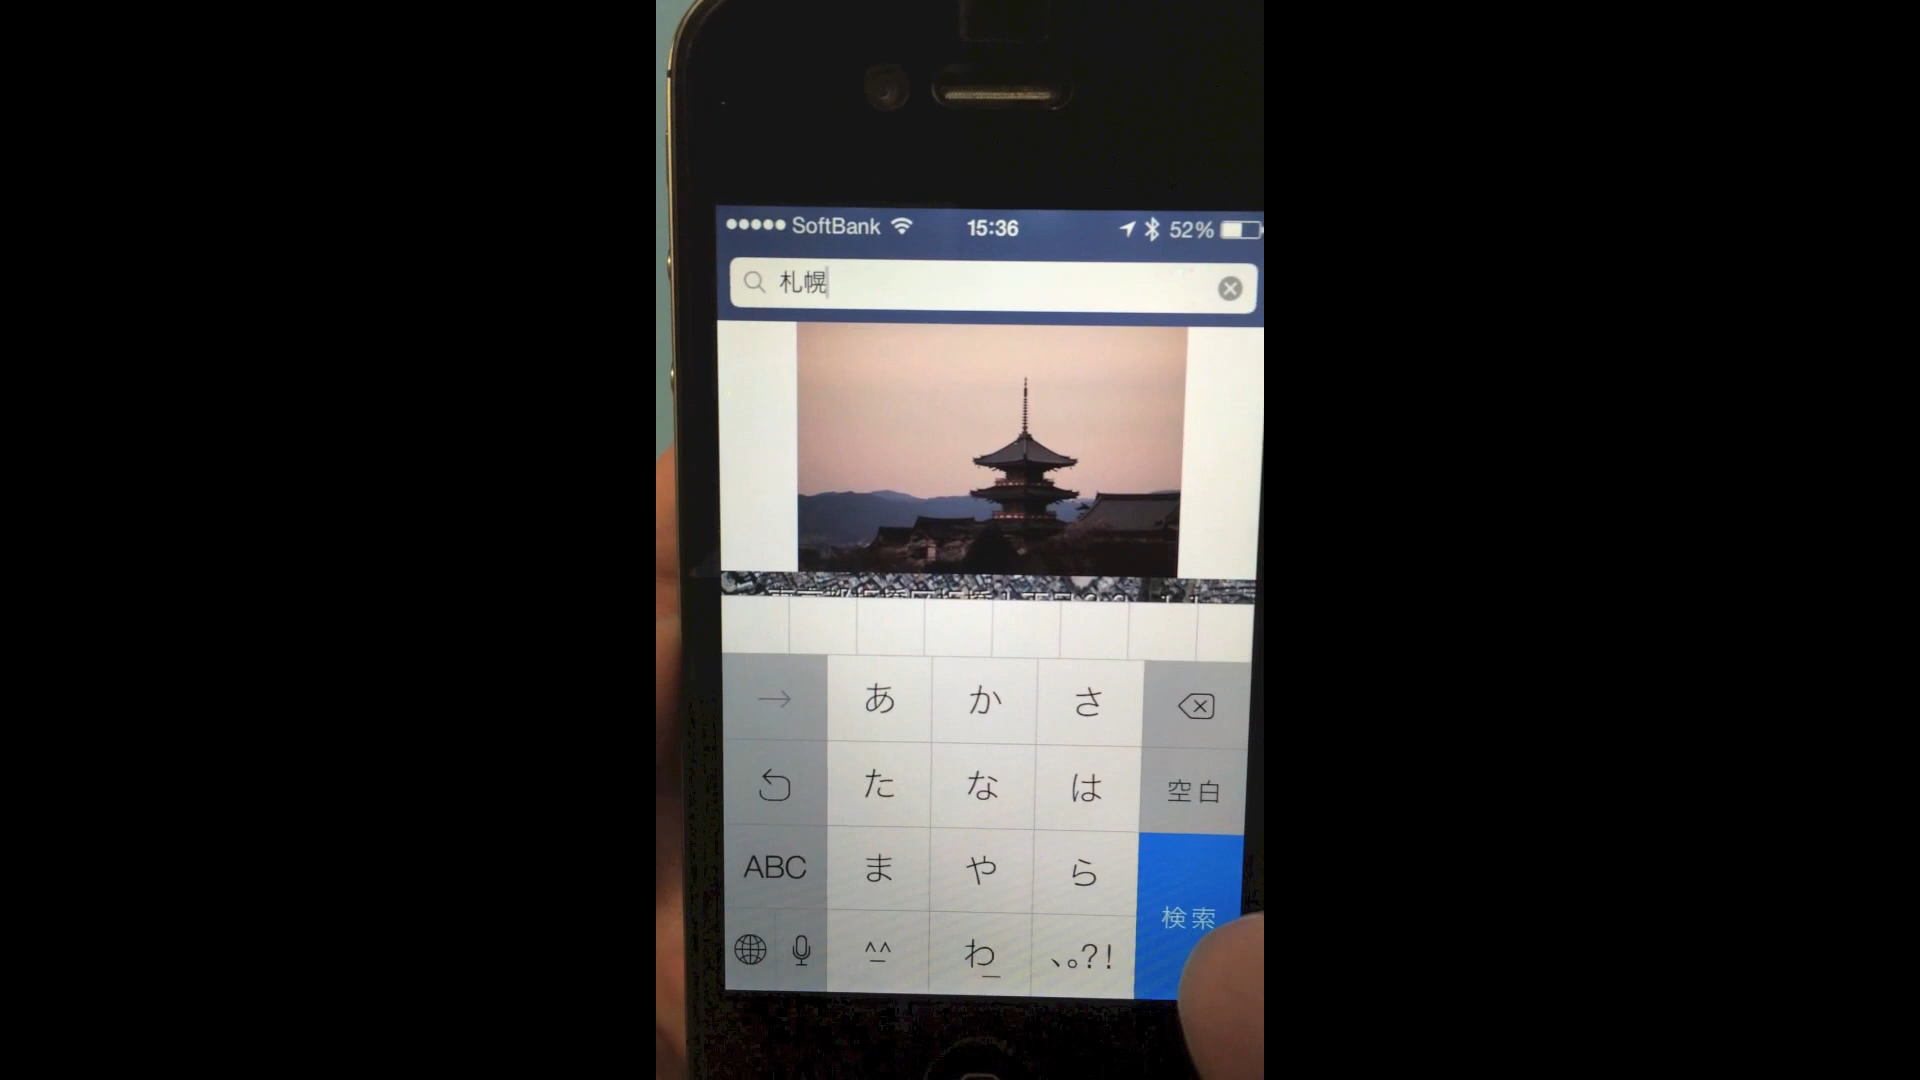 ●●●●● SoftBank 15:36 52%
札幌
→ あ か さ
た な は 空白
ABC ま や ら
検索
^^ わ 、。?!